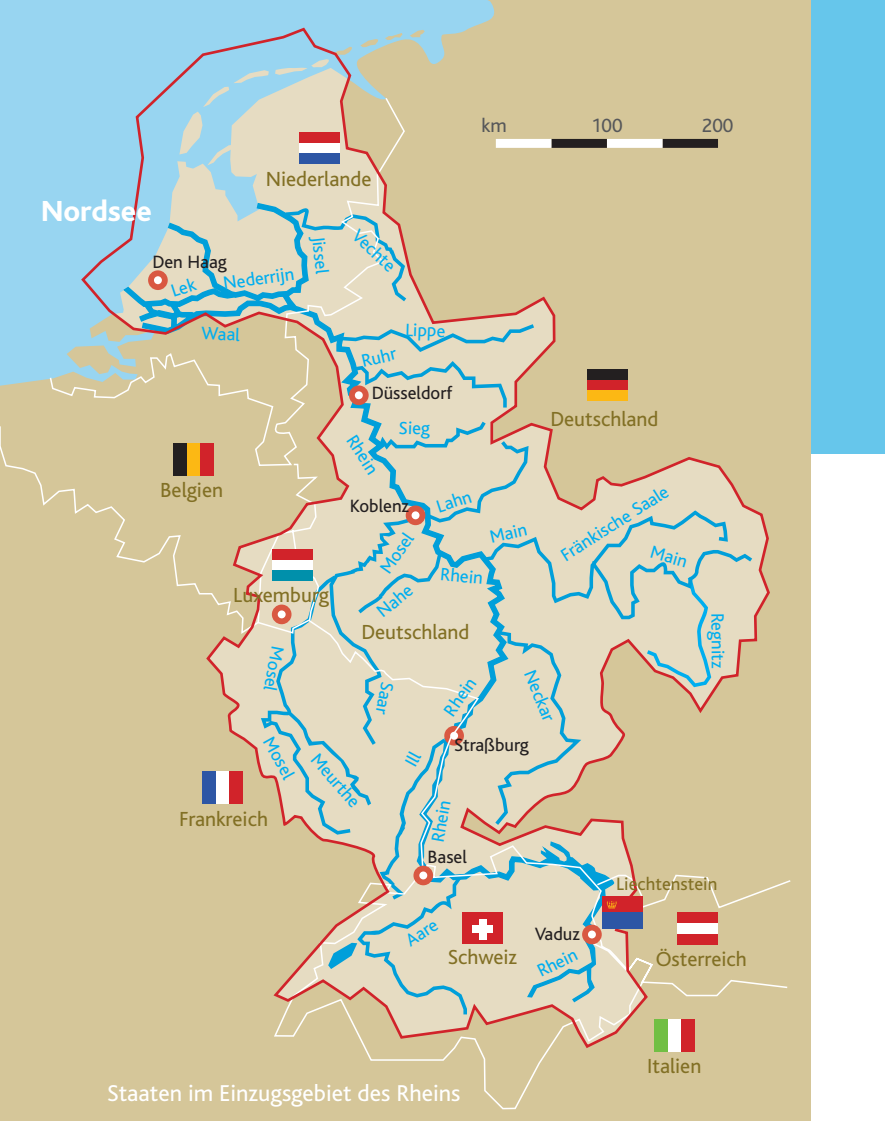 km
100
200
Niederlande
Nordsee
Jissel
Vechte
Den Haag
Lek
Nederrijn
Waal
Lippe
Ruhr
Düsseldorf
Deutschland
Sieg
Rhein
Belgien
Koblenz
Lahn
Fränkische Saale
Main
Main
Mosel
Rhein
Luxemburg
Nahe
Deutschland
Regnitz
Mosel
Saar
Rhein
Neckar
Straßburg
Mosel
Meurthe
Ill
Frankreich
Rhein
Basel
Liechtenstein
Aare
Vaduz
Schweiz
Rhein
Österreich
Italien
Staaten im Einzugsgebiet des Rheins